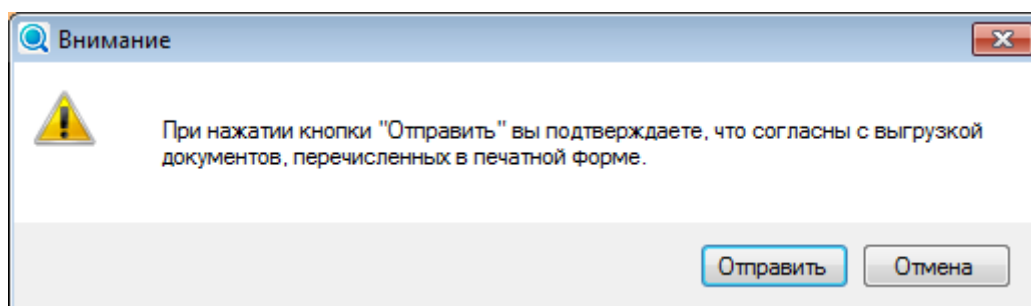 Внимание
При нажатии кнопки "Отправить" вы подтверждаете, что согласны с выгрузкой
документов, перечисленных в печатной форме.
Отправить
Отмена